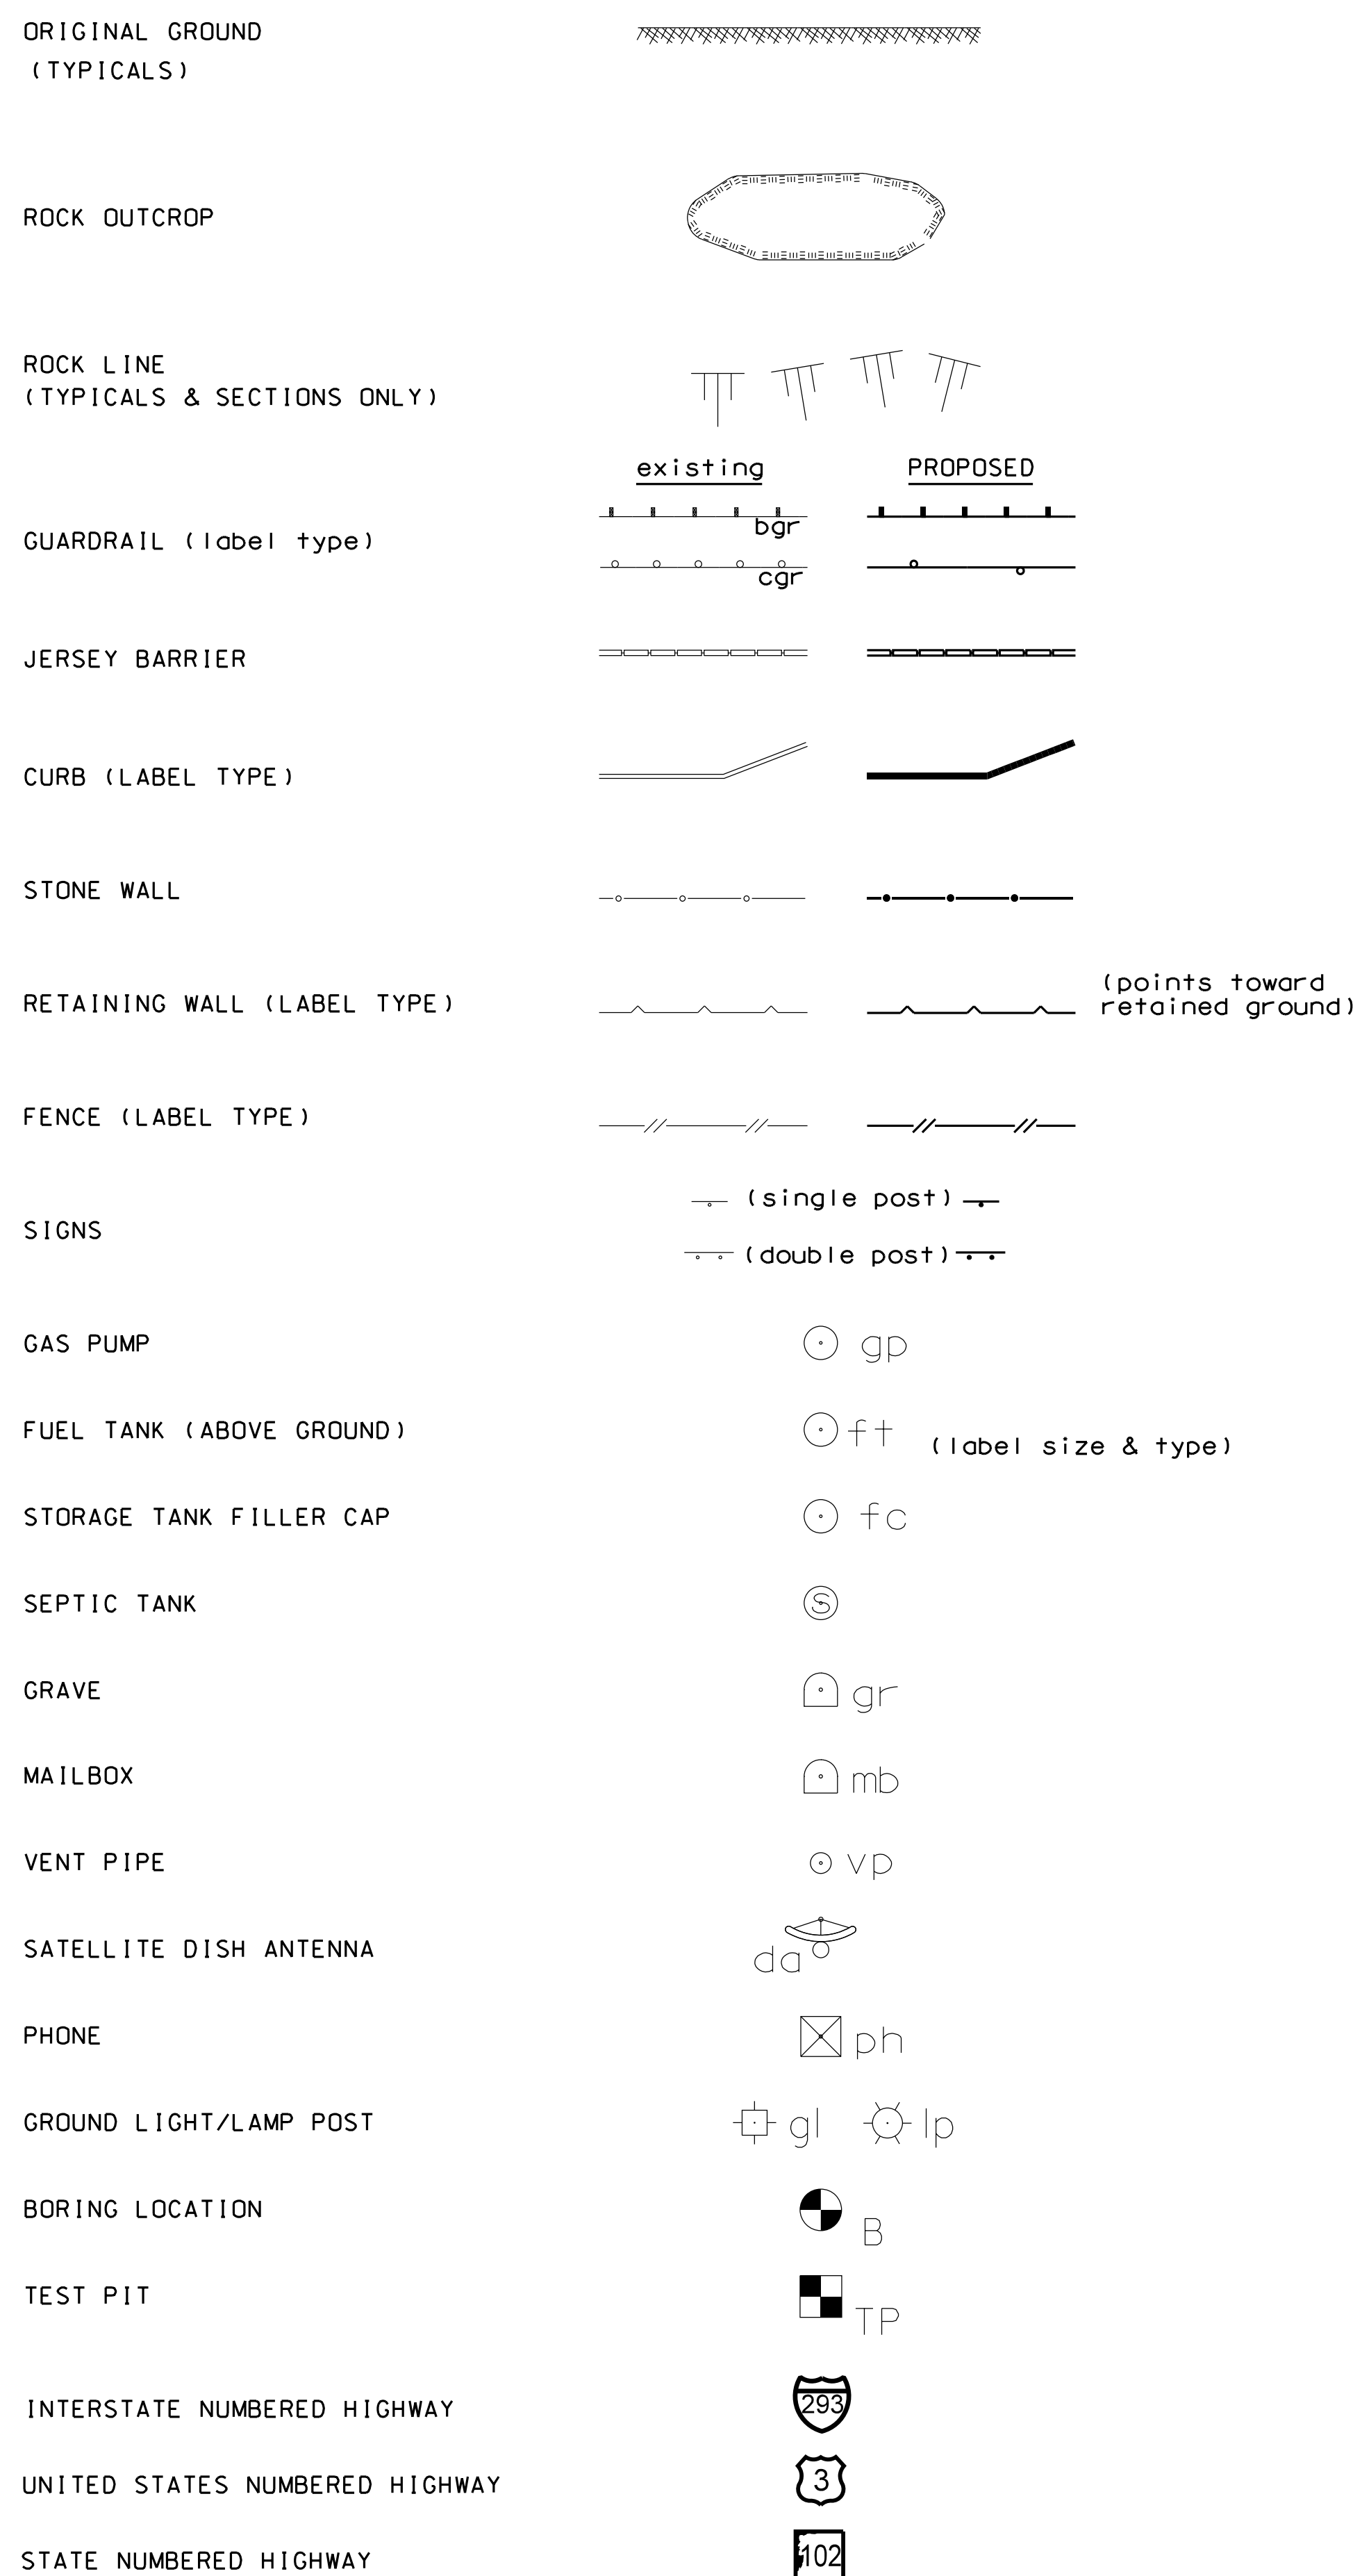 ORIGINAL GROUND
(TYPICALS)
ROCK OUTCROP
ROCK LINE
(TYPICALS & SECTIONS ONLY)
existing PROPOSED
GUARDRAIL (label type)
bgr
cgr
JERSEY BARRIER
CURB (LABEL TYPE)
STONE WALL
RETAINING WALL (LABEL TYPE)
(points toward
retained ground)
FENCE (LABEL TYPE)
SIGNS
(single post)
(double post)
GAS PUMP gp
FUEL TANK (ABOVE GROUND) ft (label size & type)
STORAGE TANK FILLER CAP fc
SEPTIC TANK S
GRAVE gr
MAILBOX mb
VENT PIPE vp
SATELLITE DISH ANTENNA da
PHONE ph
GROUND LIGHT/LAMP POST gl lp
BORING LOCATION B
TEST PIT TP
INTERSTATE NUMBERED HIGHWAY 293
UNITED STATES NUMBERED HIGHWAY 3
STATE NUMBERED HIGHWAY 102